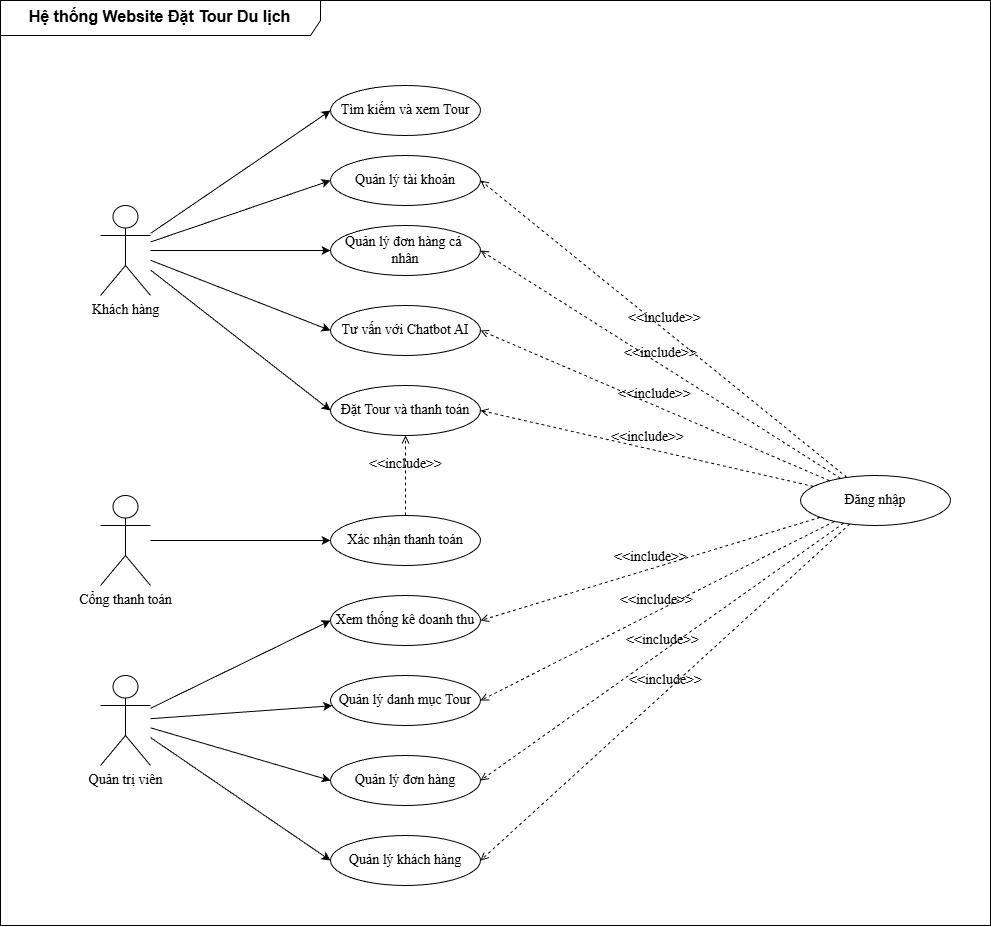 Hệ thống Website Đặt Tour Du lịch
Tìm kiếm và xem Tour
Quản lý tài khoản
Quản lý đơn hàng cá
nhân
Khách hàng
<<include>>
Tư vấn với Chatbot AI
<<include>>
<<include>>
Đặt Tour và thanh toán
<<include>>
<<include>>
Đăng nhập
Xác nhận thanh toán
<<include>>
Cổng thanh toán
<<include>>
Xem thống kê doanh thu
<<include>>
<<include>>
Quản lý danh mục Tour
Quản trị viên
Quản lý đơn hàng
Quản lý khách hàng